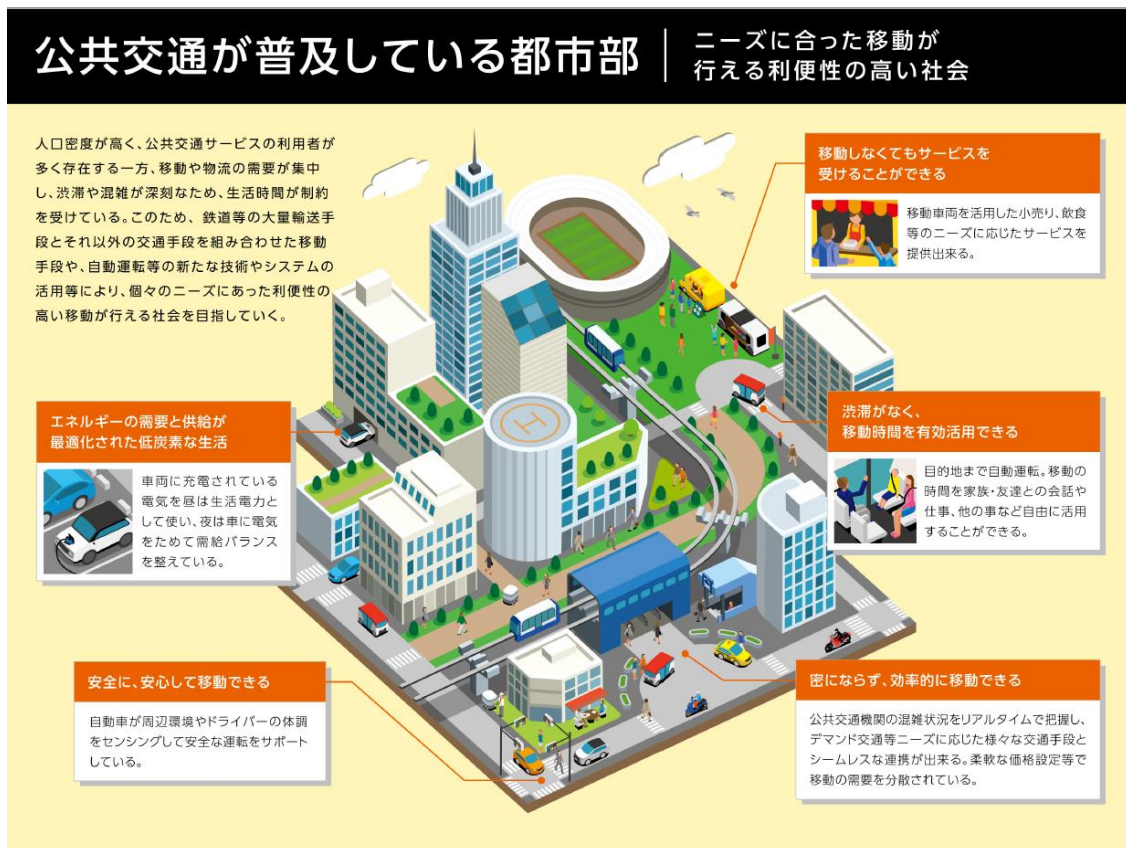 公共交通が普及している都市部
ニーズに合った移動が
行える利便性の高い社会
人口密度が高く、公共交通サービスの利用者が
多く存在する一方、移動や物流の需要が集中
し、渋滞や混雑が深刻なため、生活時間が制約
を受けている。このため、鉄道等の大量輸送手
段とそれ以外の交通手段を組み合わせた移動
手段や、自動運転等の新たな技術やシステムの
活用等により、個々のニーズにあった利便性の
高い移動が行える社会を目指していく。
移動しなくてもサービスを
受けることができる
移動車両を活用した小売り、飲食
等のニーズに応じたサービスを
提供出来る。
エネルギーの需要と供給が
最適化された低炭素な生活
車両に充電されている
電気を昼は生活電力と
して使い、夜は車に電気
をためて需給バランス
を整えている。
渋滞がなく、
移動時間を有効活用できる
目的地まで自動運転。移動の
時間を家族・友達との会話や
仕事、他の事など自由に活用
することができる。
H
安全に、安心して移動できる
自動車が周辺環境やドライバーの体調
をセンシングして安全な運転をサポート
している。
密にならず、効率的に移動できる
公共交通機関の混雑状況をリアルタイムで把握し、
デマンド交通等ニーズに応じた様々な交通手段と
シームレスな連携が出来る。柔軟な価格設定等で
移動の需要を分散されている。